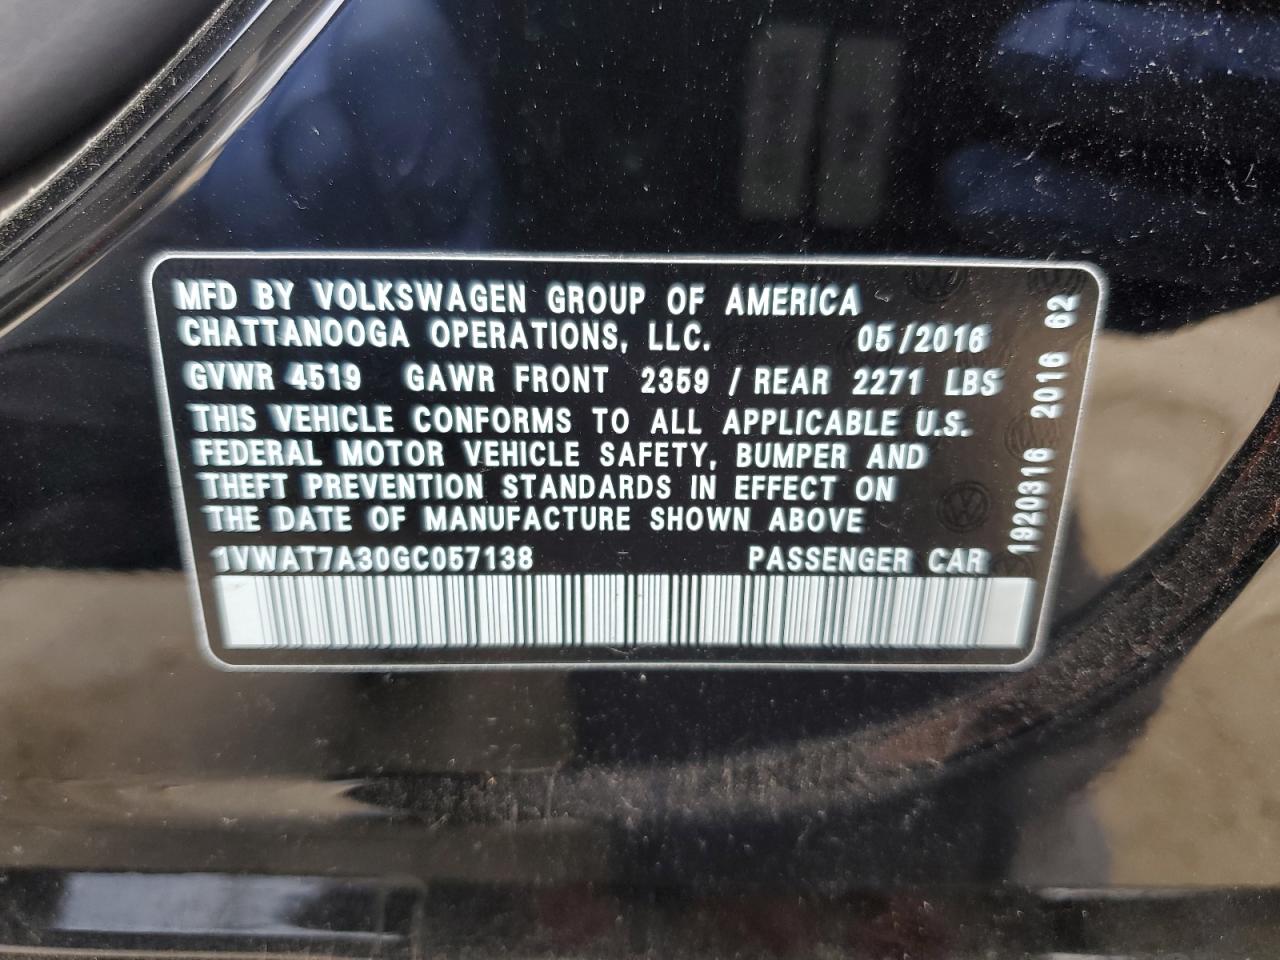 MFD BY VOLKSWAGEN GROUP OF AMERICA
CHATTANOOGA OPERATIONS, LLC. 05/2016
GVWR 4519 GAWR FRONT 2359 / REAR 2271 LBS
THIS VEHICLE CONFORMS TO ALL APPLICABLE U.S.
FEDERAL MOTOR VEHICLE SAFETY, BUMPER AND
THEFT PREVENTION STANDARDS IN EFFECT ON
THE DATE OF MANUFACTURE SHOWN ABOVE
1VWAT7A30GC057138 PASSENGER CAR
1920316 2016 62